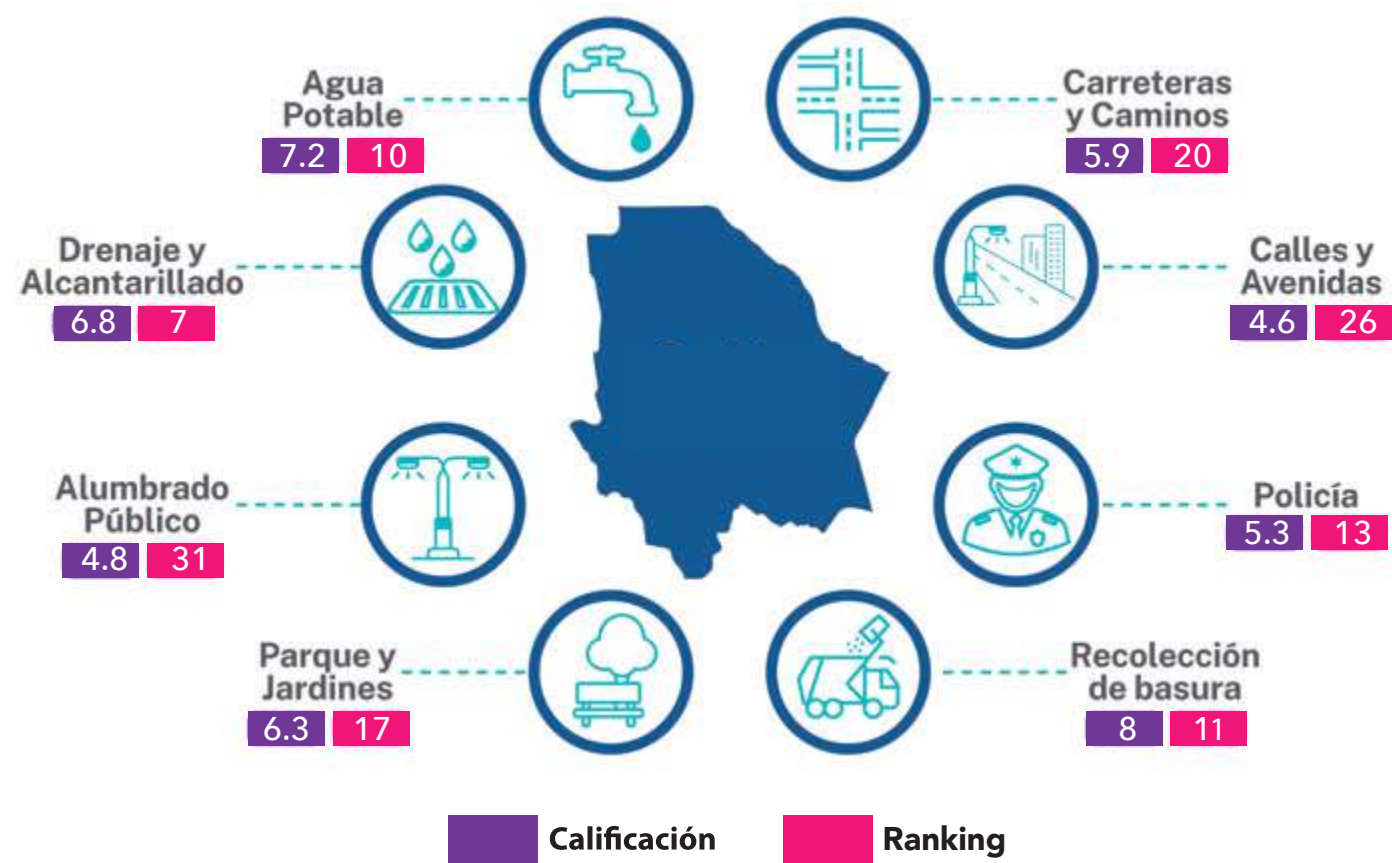 Agua
Potable
7.2 10
Carreteras
y Caminos
5.9 20
Drenaje y
Alcantarillado
6.8 7
Calles y
Avenidas
4.6 26
Alumbrado
Público
4.8 31
Policía
5.3 13
Parque y
Jardines
6.3 17
Recolección
de basura
8 11
Calificación Ranking